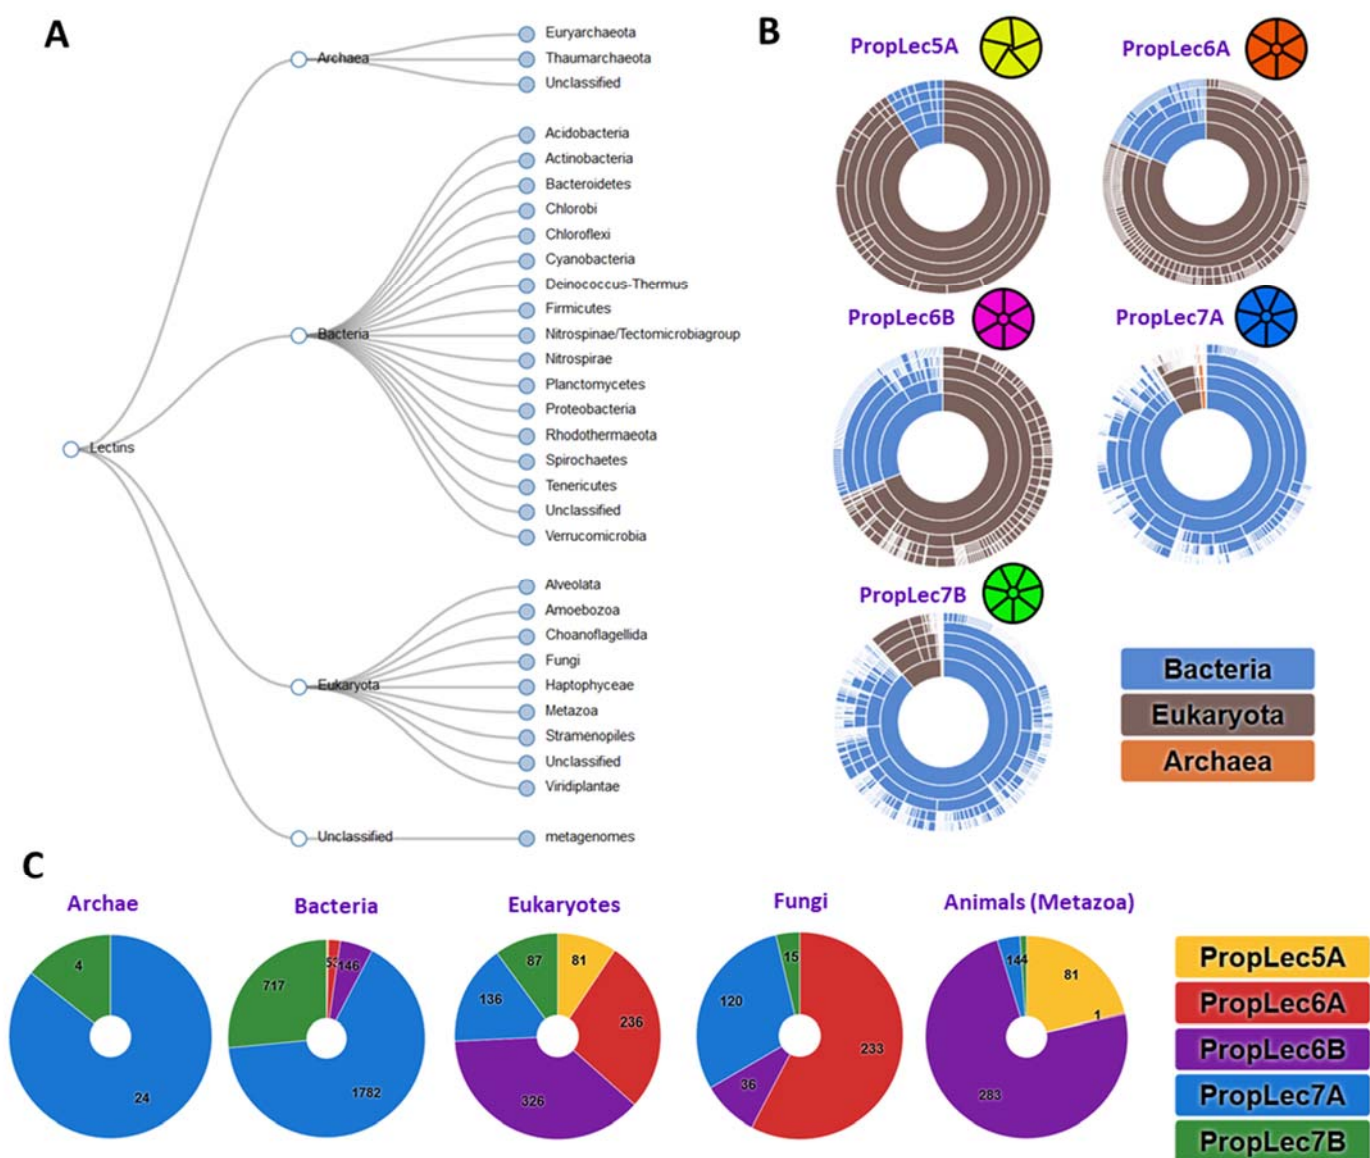 A
Archaea
Euryarchaeota
Thaumarchaeota
Unclassified
Bacteria
Acidobacteria
Actinobacteria
Bacteroidetes
Chlorobi
Chloroflexi
Cyanobacteria
Deinococcus-Thermus
Firmicutes
Nitrospinae/Tectomicrobiagroup
Nitrospirae
Planctomycetes
Proteobacteria
Rhodothermaeota
Spirochaetes
Tenericutes
Unclassified
Verrucomicrobia
Lectins
Eukaryota
Alveolata
Amoebozoa
Choanoflagellida
Fungi
Haptophyceae
Metazoa
Stramenopiles
Unclassified
Viridiplantae
Unclassified
metagenomes
B
PropLec5A
PropLec6A
PropLec6B
PropLec7A
PropLec7B
Bacteria
Eukaryota
Archaea
C
Archae
4
24
Bacteria
717
53
146
1782
Eukaryotes
87
81
136
236
326
Fungi
15
120
233
36
Animals (Metazoa)
14
4
81
1
283
PropLec5A
PropLec6A
PropLec6B
PropLec7A
PropLec7B